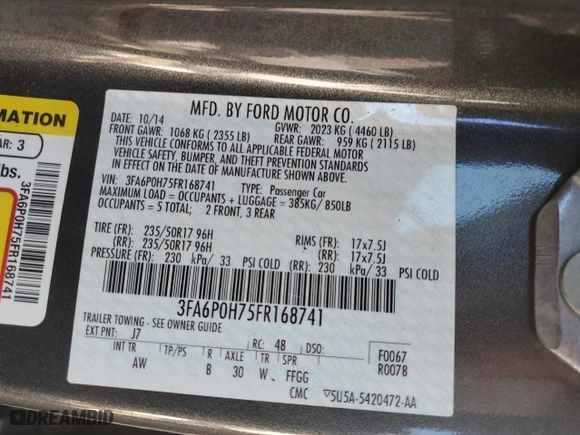 MFD. BY FORD MOTOR CO.
DATE: 10/14 GVWR: 2023 KG ( 4460 LB)
FRONT GAWR: 1068 KG ( 2355 LB) REAR GAWR: 959 KG ( 2115 LB)
THIS VEHICLE CONFORMS TO ALL APPLICABLE FEDERAL MOTOR
VEHICLE SAFETY, BUMPER, AND THEFT PREVENTION STANDARDS
IN EFFECT ON THE DATE OF MANUFACTURE SHOWN ABOVE.
VIN: 3FA6P0H75FR168741 TYPE: Passenger Car
MAXIMUM LOAD = OCCUPANTS + LUGGAGE = 385KG/ 850LB
OCCUPANTS = 5 TOTAL; 2 FRONT, 3 REAR
TIRE (FR): 235/50R17 96H RIMS (FR): 17x7.5J
(RR): 235/50R17 96H (RR): 17x7.5J
PRESSURE (FR) 230 kPa/ 33 PSI COLD (RR) 230 kPa/ 33 PSI COLD
3FA6P0H75FR168741
TRAILER TOWING - SEE OWNER GUIDE
EXT PNT: J7 RC: 48 DSO: F0067
INT TR TP/PS R AXLE TR SPR R0078
AW B 30 W FFGG
CMC ▽5U5A-5420472-AA
RMATION
AR: 3
lbs.
3FA6P0H75FR168741
DREAMBID